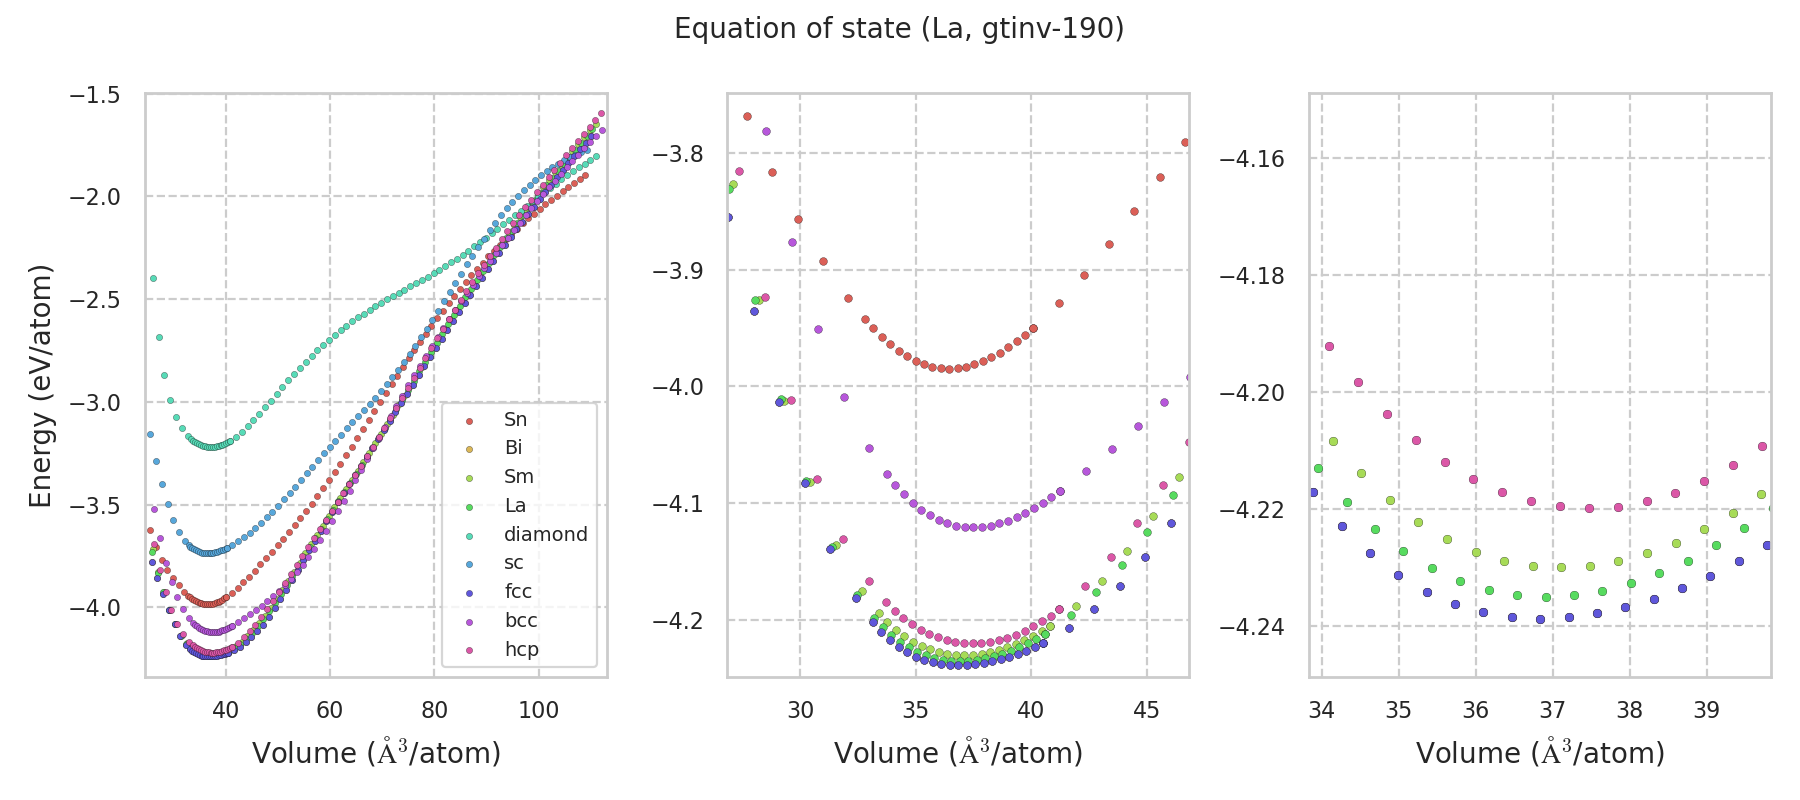 Equation of state (La, gtinv-190)
Energy (eV/atom)
−1.5
−2.0
−2.5
−3.0
−3.5
−4.0
40 60 80 100
Volume (Å³/atom)
Sn
Bi
Sm
La
diamond
sc
fcc
bcc
hcp
−3.8
−3.9
−4.0
−4.1
−4.2
30 35 40 45
Volume (Å³/atom)
−4.16
−4.18
−4.20
−4.22
−4.24
34 35 36 37 38 39
Volume (Å³/atom)